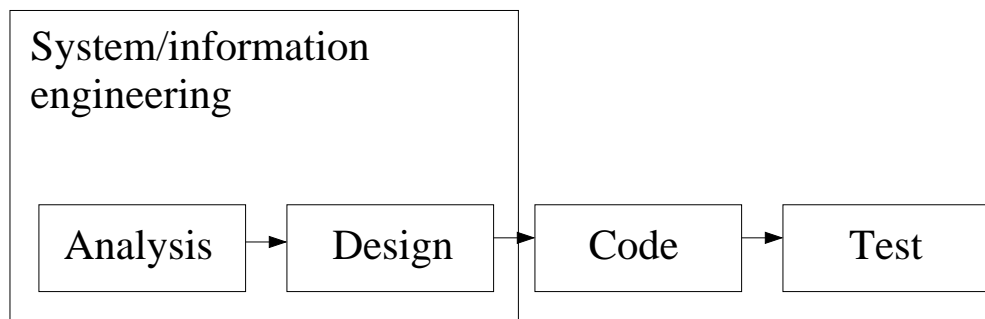 System/information
engineering
Analysis
Design
Code
Test